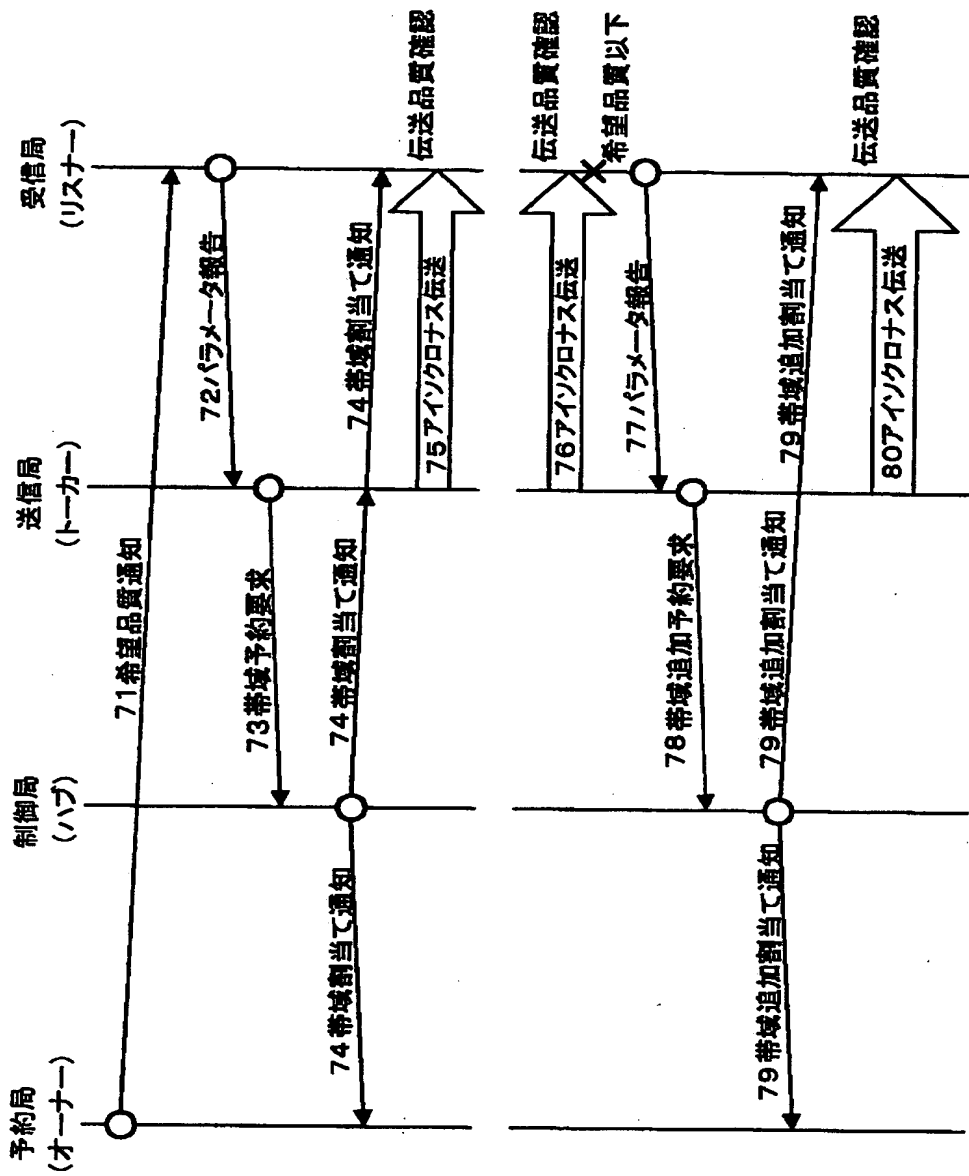 予約局
(オーナー)
制御局
(ハブ)
送信局
(トーカー)
受信局
(リスナー)
71希望品質通知
72パラメータ報告
73帯域予約要求
74帯域割当て通知
74帯域割当て通知
74帯域割当て通知
75アイソクロナス伝送
伝送品質確認
76アイソクロナス伝送
伝送品質確認
希望品質以下
77パラメータ報告
78帯域追加予約要求
79帯域追加割当て通知
79帯域追加割当て通知
79帯域追加割当て通知
80アイソクロナス伝送
伝送品質確認